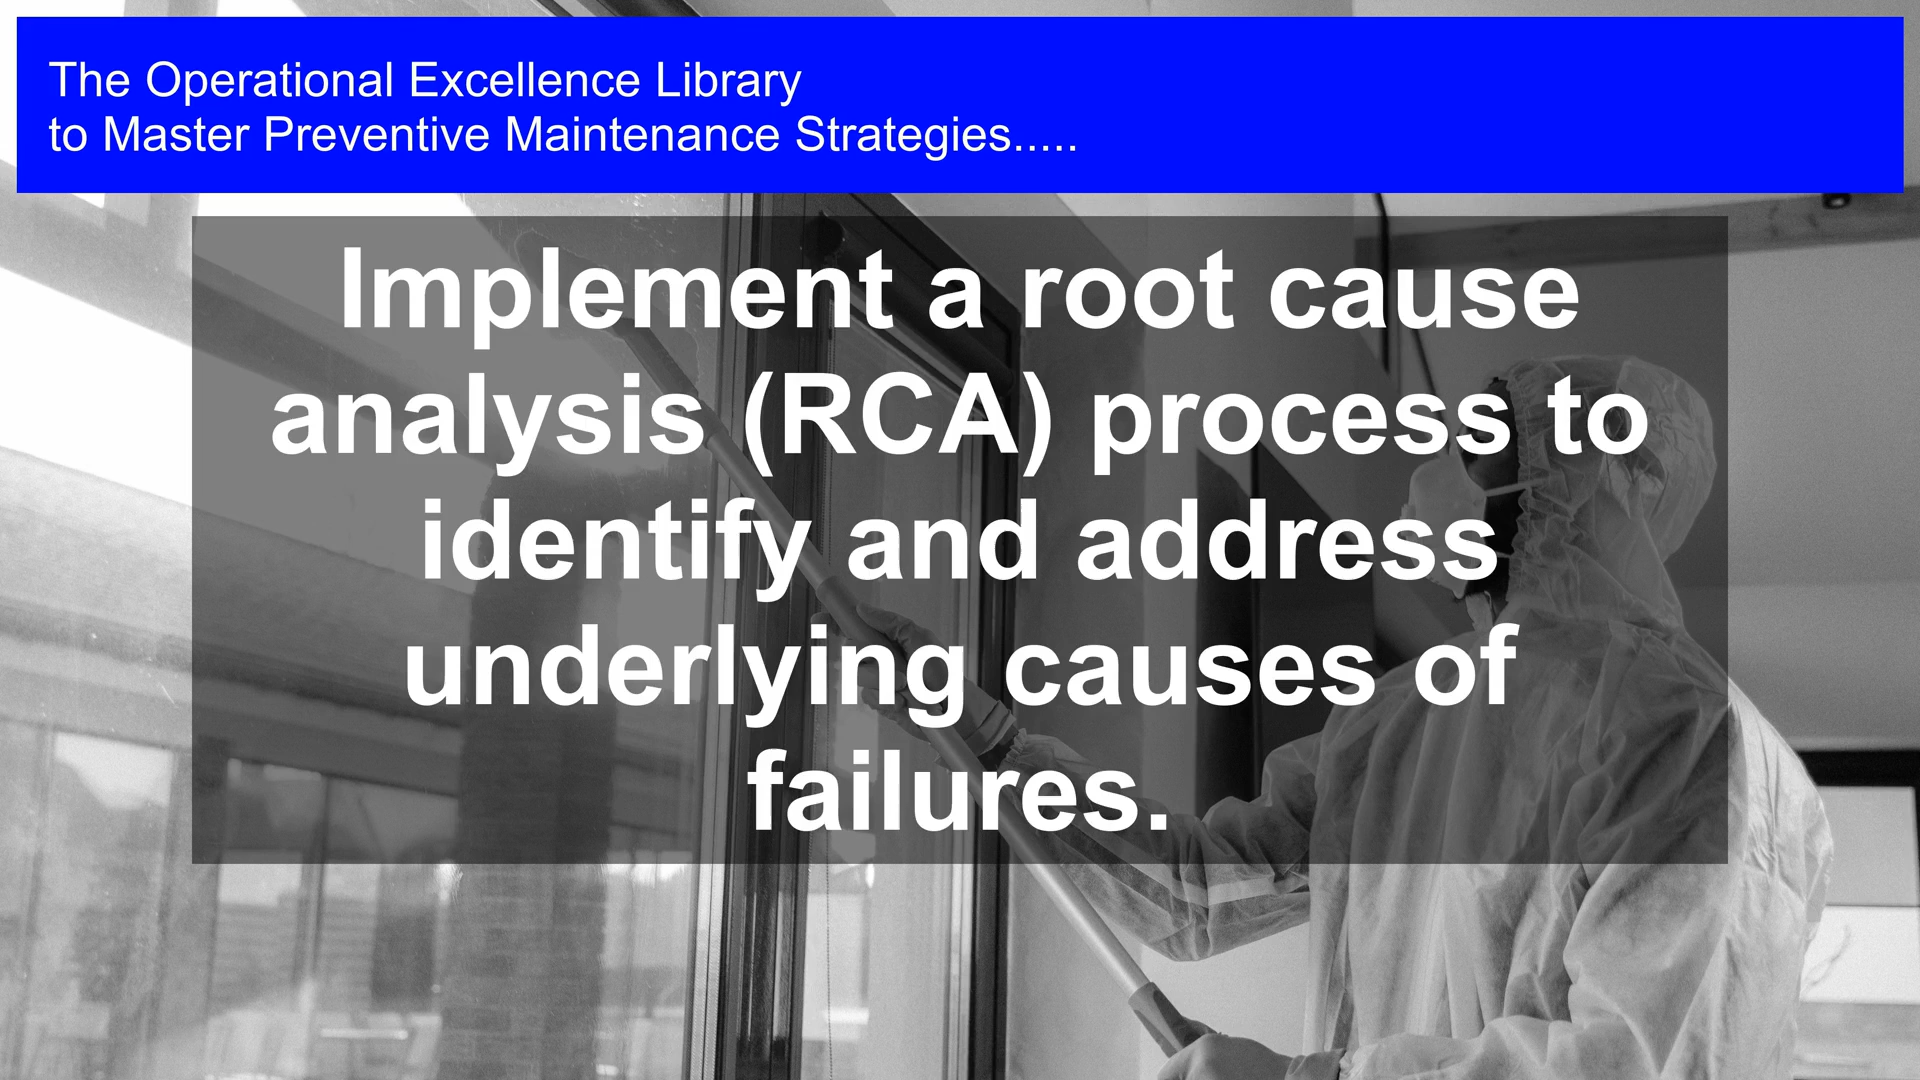 The Operational Excellence Library
to Master Preventive Maintenance Strategies.....
Implement a root cause
analysis (RCA) process to
identify and address
underlying causes of
failures.